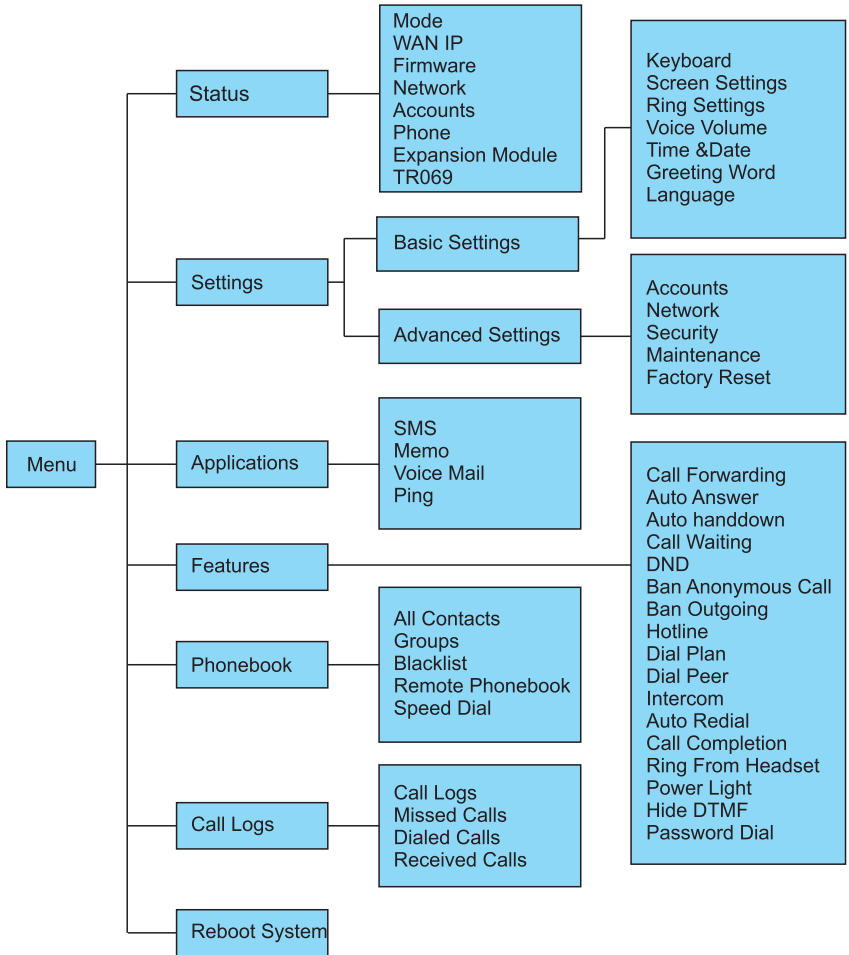 Menu
Status
Mode
WAN IP
Firmware
Network
Accounts
Phone
Expansion Module
TR069
Settings
Basic Settings
Keyboard
Screen Settings
Ring Settings
Voice Volume
Time &Date
Greeting Word
Language
Advanced Settings
Accounts
Network
Security
Maintenance
Factory Reset
Applications
SMS
Memo
Voice Mail
Ping
Features
Call Forwarding
Auto Answer
Auto handdown
Call Waiting
DND
Ban Anonymous Call
Ban Outgoing
Hotline
Dial Plan
Dial Peer
Intercom
Auto Redial
Call Completion
Ring From Headset
Power Light
Hide DTMF
Password Dial
Phonebook
All Contacts
Groups
Blacklist
Remote Phonebook
Speed Dial
Call Logs
Call Logs
Missed Calls
Dialed Calls
Received Calls
Reboot System